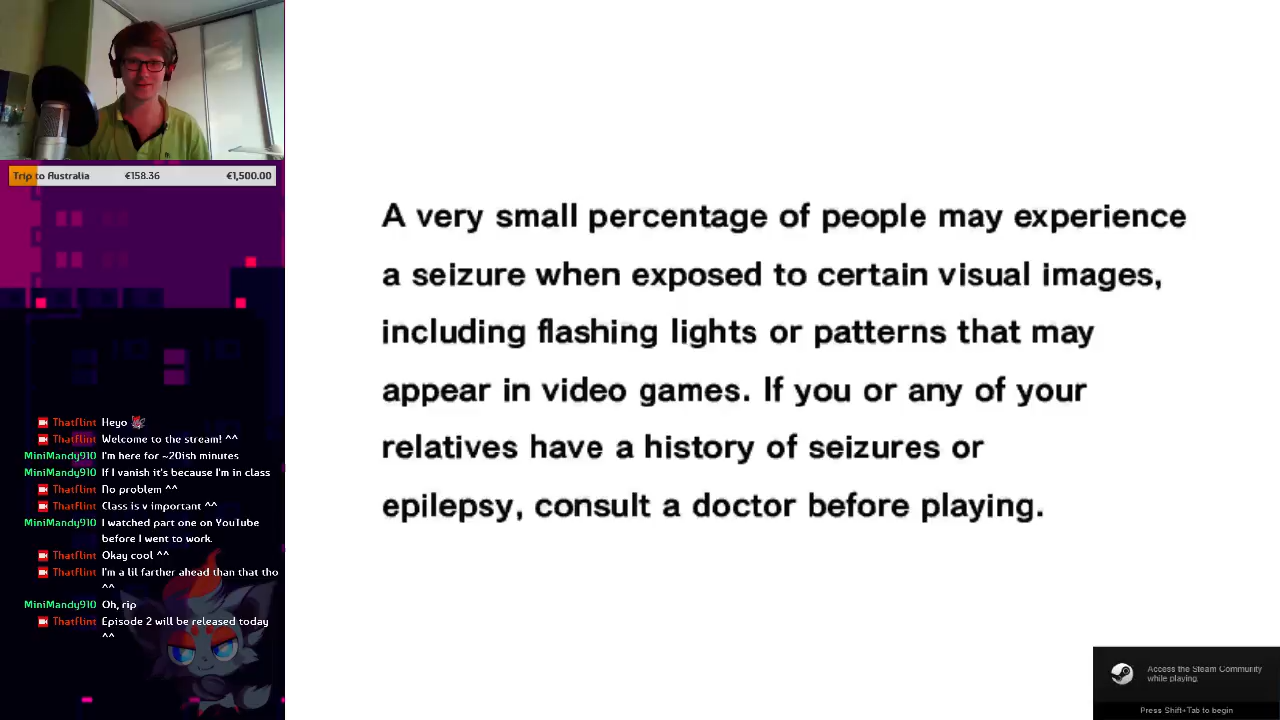 Trip to Australia €158.36 €1,500.00
A very small percentage of people may experience
a seizure when exposed to certain visual images,
including flashing lights or patterns that may
appear in video games. If you or any of your
relatives have a history of seizures or
epilepsy, consult a doctor before playing.
ThatFlint Heyo
ThatFlint Welcome to the stream! ^^
MiniMandy910 I'm here for ~20ish minutes
MiniMandy910 If I vanish it's because I'm in class
ThatFlint No problem ^^
ThatFlint Class is v important ^^
MiniMandy910 I watched part one on YouTube
before I went to work.
ThatFlint Okay cool ^^
ThatFlint I'm a lil farther ahead than that tho
^^
MiniMandy910 Oh, rip
ThatFlint Episode 2 will be released today
^^
Access the Steam Community
while playing.
Press Shift+Tab to begin